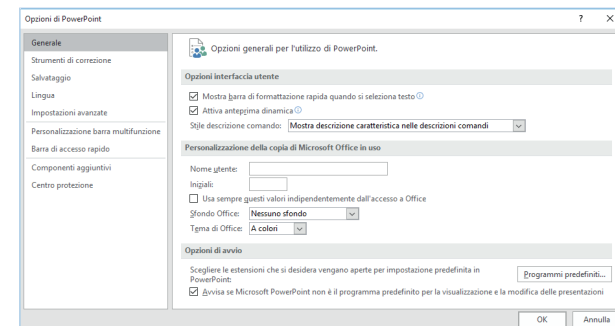 Opzioni di PowerPoint
? ×
Generale
Strumenti di correzione
Salvataggio
Lingua
Impostazioni avanzate
Personalizzazione barra multifunzione
Barra di accesso rapido
Componenti aggiuntivi
Centro protezione
Opzioni generali per l'utilizzo di PowerPoint.
Opzioni interfaccia utente
Mostra barra di formattazione rapida quando si seleziona testo
Attiva anteprima dinamica
Stile descrizione comando: Mostra descrizione caratteristica nelle descrizioni comandi
Personalizzazione della copia di Microsoft Office in uso
Nome utente:
Iniziali:
Usa sempre questi valori indipendentemente dall'accesso a Office
Sfondo Office: Nessuno sfondo
Tema di Office: A colori
Opzioni di avvio
Scegliere le estensioni che si desidera vengano aperte per impostazione predefinita in
PowerPoint:
Programmi predefiniti...
Avvisa se Microsoft PowerPoint non è il programma predefinito per la visualizzazione e la modifica delle presentazioni
OK Annulla